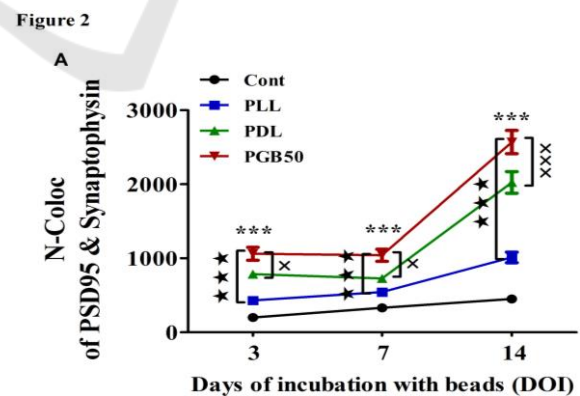 Figure 2
A
Cont
PLL
PDL
PGB50
N-Coloc
of PSD95 & Synaptophysin
3000
2000
1000
0
***
★★★
×
***
★★★
×
***
★★★
×××
3
7
14
Days of incubation with beads (DOI)